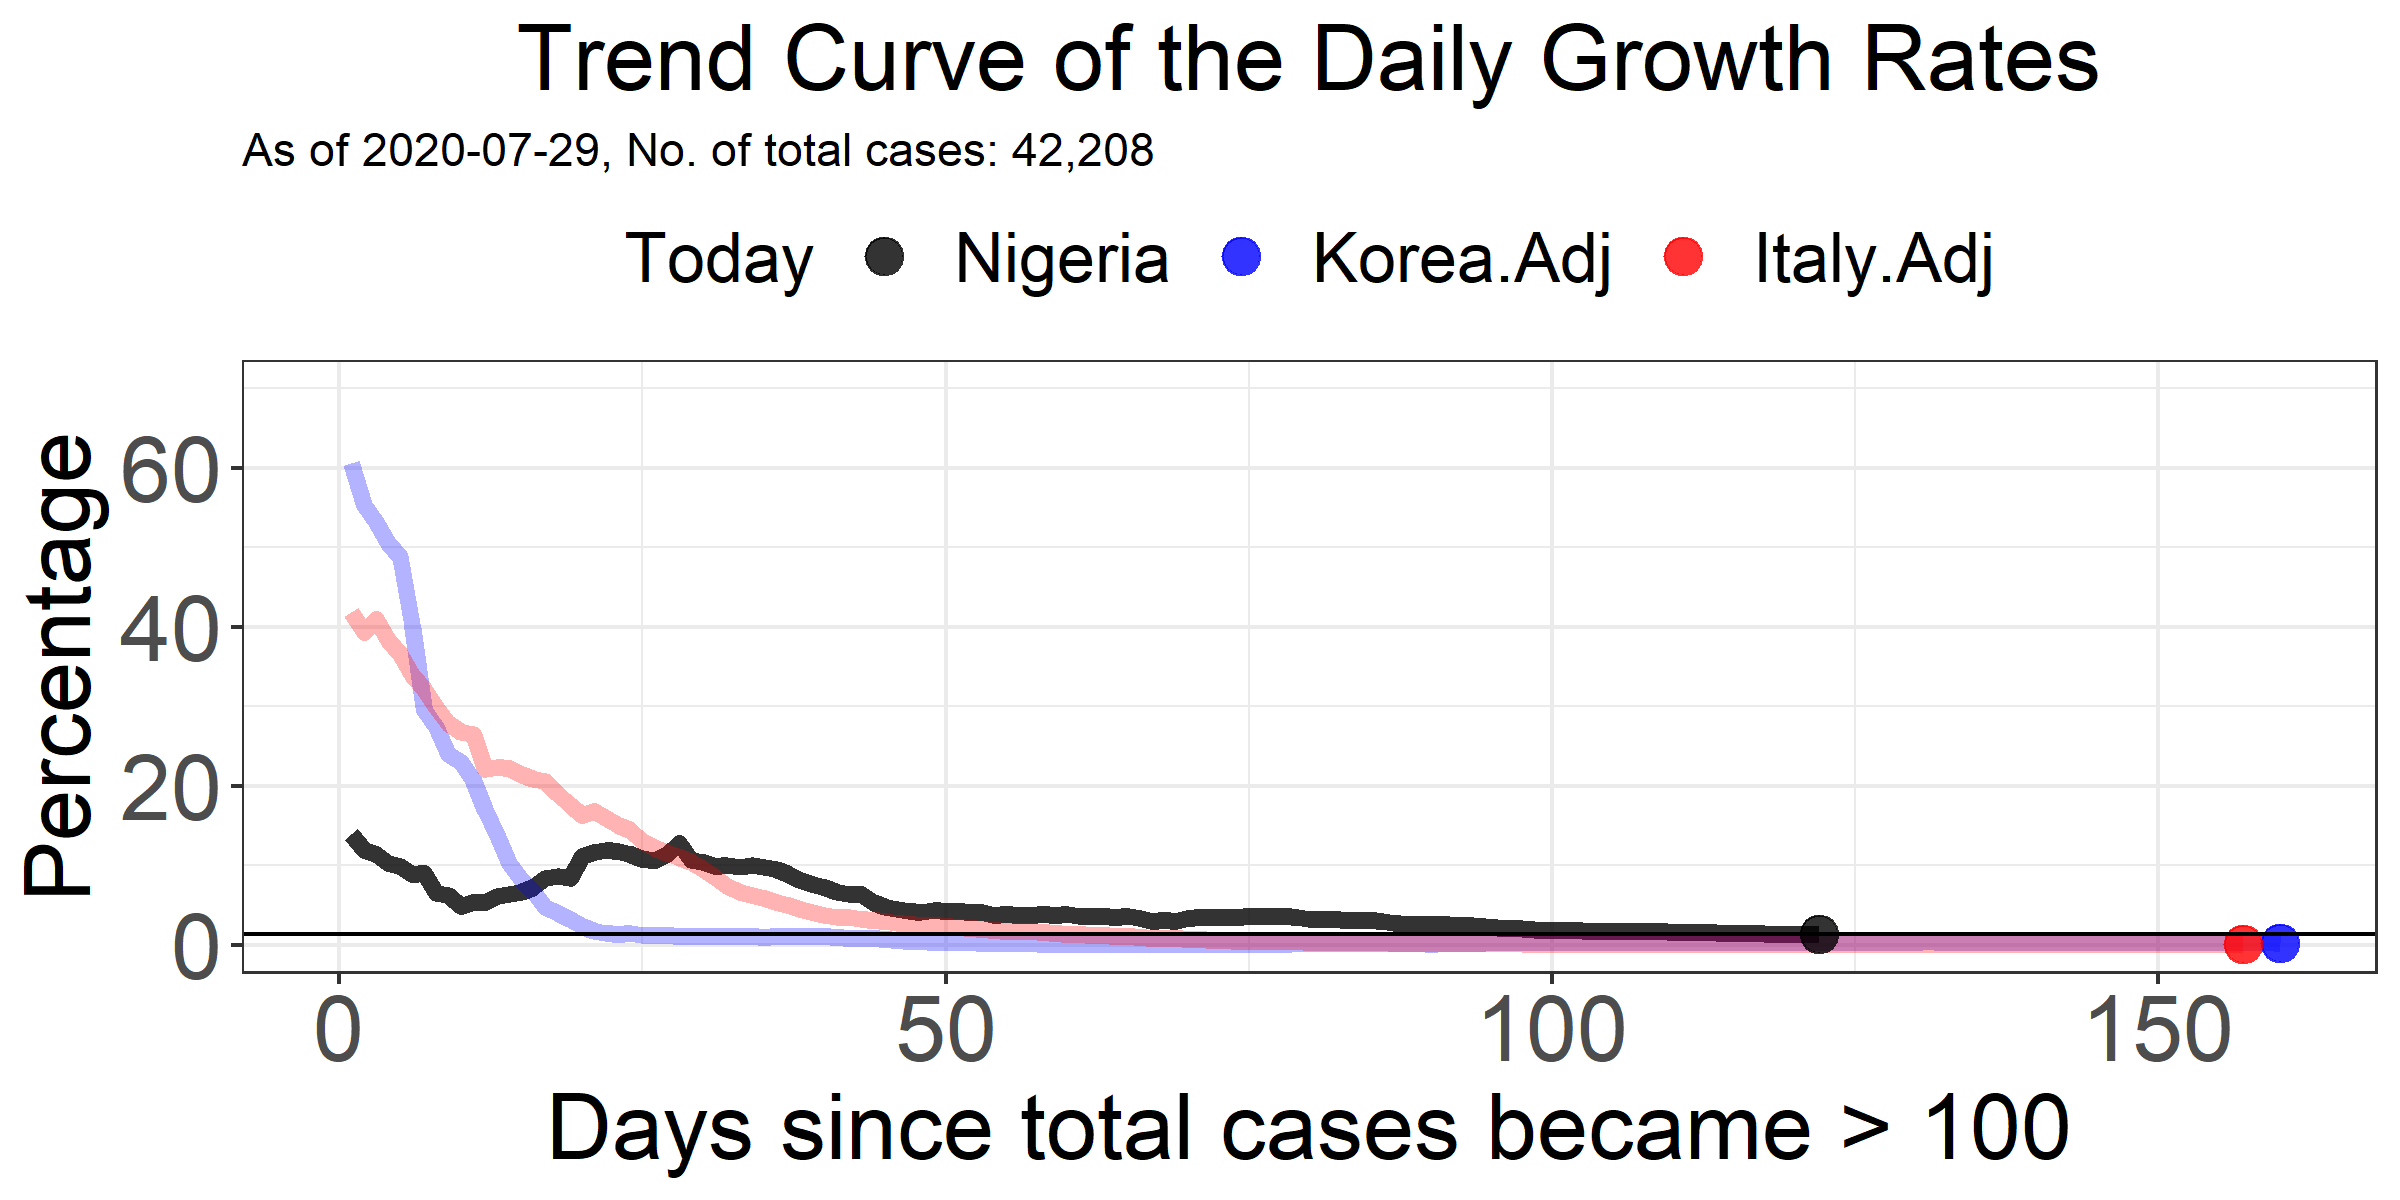 Trend Curve of the Daily Growth Rates
As of 2020-07-29, No. of total cases: 42,208
Today Nigeria Korea.Adj Italy.Adj
Percentage
60
40
20
0
0 50 100 150
Days since total cases became > 100